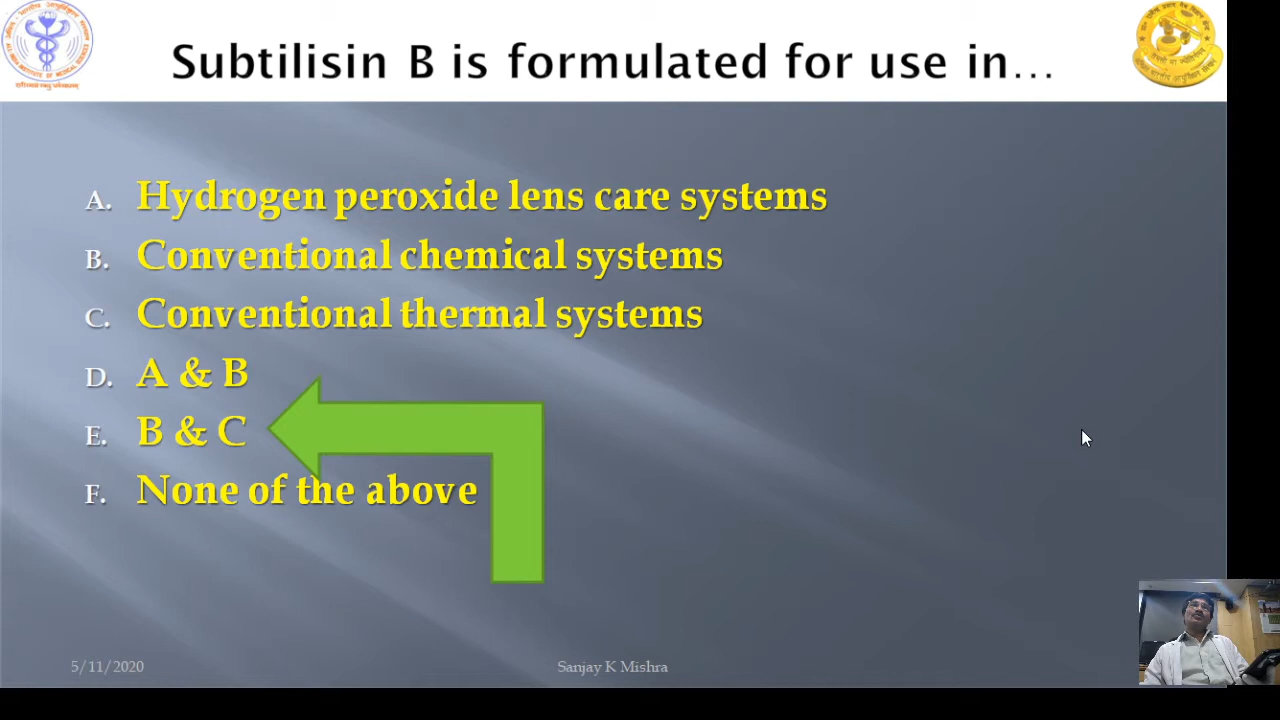 Subtilisin B is formulated for use in...
A. Hydrogen peroxide lens care systems
B. Conventional chemical systems
C. Conventional thermal systems
D. A & B
E. B & C
F. None of the above
5/11/2020
Sanjay K Mishra